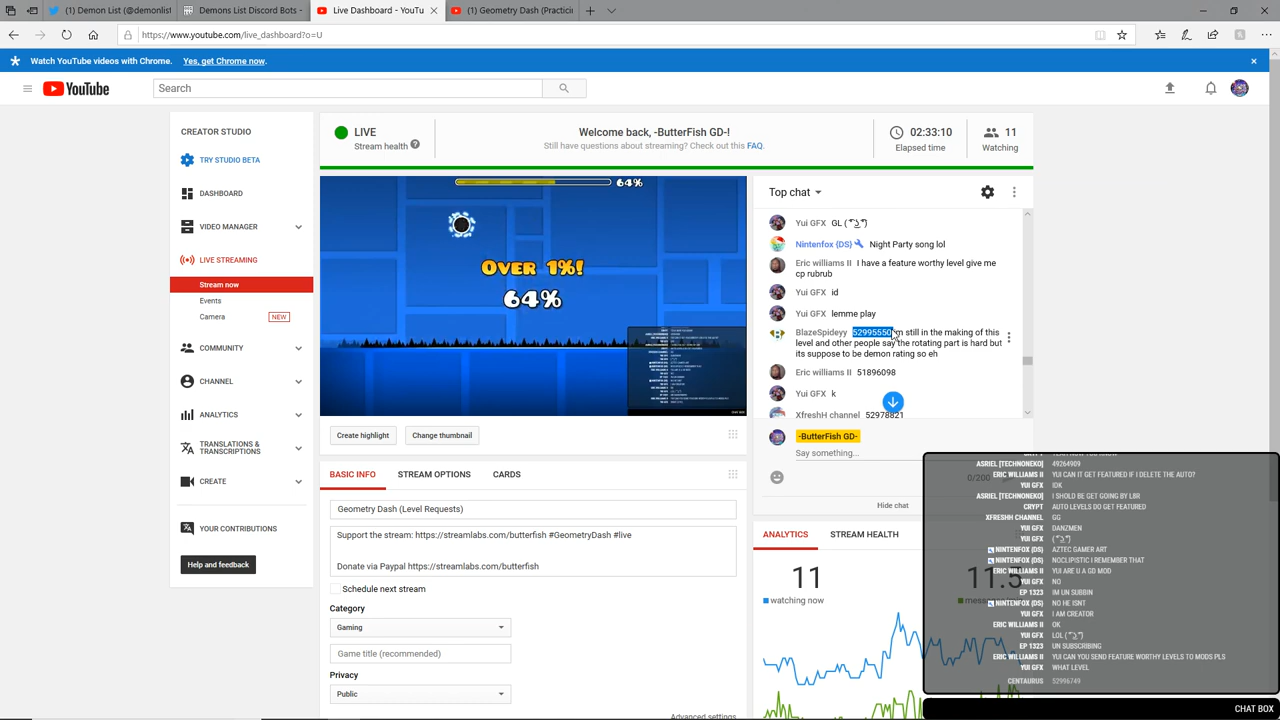 (1) Demon List (@demonlist
Demons List Discord Bots -
Live Dashboard - YouTu
(1) Geometry Dash (Practicin
https://www.youtube.com/live_dashboard?o=U
Watch YouTube videos with Chrome. Yes, get Chrome now.
YouTube
Search
CREATOR STUDIO
TRY STUDIO BETA
DASHBOARD
VIDEO MANAGER
LIVE STREAMING
Stream now
Events
Camera
NEW
COMMUNITY
CHANNEL
ANALYTICS
TRANSLATIONS &
TRANSCRIPTIONS
CREATE
YOUR CONTRIBUTIONS
Help and feedback
LIVE
Stream health
Welcome back, -ButterFish GD-!
Still have questions about streaming? Check out this FAQ.
02:33:10
Elapsed time
11
Watching
64%
OVER 1%!
64%
Create highlight
Change thumbnail
BASIC INFO
STREAM OPTIONS
CARDS
Geometry Dash (Level Requests)
Support the stream: https://streamlabs.com/butterfish #GeometryDash #live
Donate via Paypal https://streamlabs.com/butterfish
Schedule next stream
Category
Gaming
Game title (recommended)
Privacy
Public
Advanced settings
Top chat
Yui GFX GL ( ͡° ͜ʖ ͡°)
Nintenfox {DS} Night Party song lol
Eric williams II I have a feature worthy level give me
cp rubrub
Yui GFX id
Yui GFX lemme play
BlazeSpideyy 52995550 m still in the making of this
level and other people say the rotating part is hard but
its suppose to be demon rating so eh
Eric williams II 51896098
Yui GFX k
XfreshH channel 52978821
-ButterFish GD-
Say something...
0/200
Hide chat
ANALYTICS
STREAM HEALTH
11
watching now
11.5
ASRIEL [TECHNONEKO] 49264909
ERIC WILLIAMS II YUI CAN IT GET FEATURED IF I DELETE THE AUTO?
YUI GFX IDK
ASRIEL [TECHNONEKO] I SHOLD BE GET GOING BY L8R
CRYPT AUTO LEVELS DO GET FEATURED
XFRESHH CHANNEL GG
YUI GFX DANZMEN
YUI GFX ( ͡° ͜ʖ ͡°)
NINTENFOX {DS} AZTEC GAMER ART
NINTENFOX {DS} NOCLIPISTIC I REMEMBER THAT
ERIC WILLIAMS II YUI ARE U A GD MOD
YUI GFX NO
EP 1323 IM UN SUBBIN
NINTENFOX {DS} NO HE ISNT
YUI GFX I AM CREATOR
ERIC WILLIAMS II OK
YUI GFX LOL ( ͡° ͜ʖ ͡°)
EP 1323 UN SUBSCRIBING
ERIC WILLIAMS II YUI CAN YOU SEND FEATURE WORTHY LEVELS TO MODS PLS
YUI GFX WHAT LEVEL
CENTAURUS 52996749
CHAT BOX